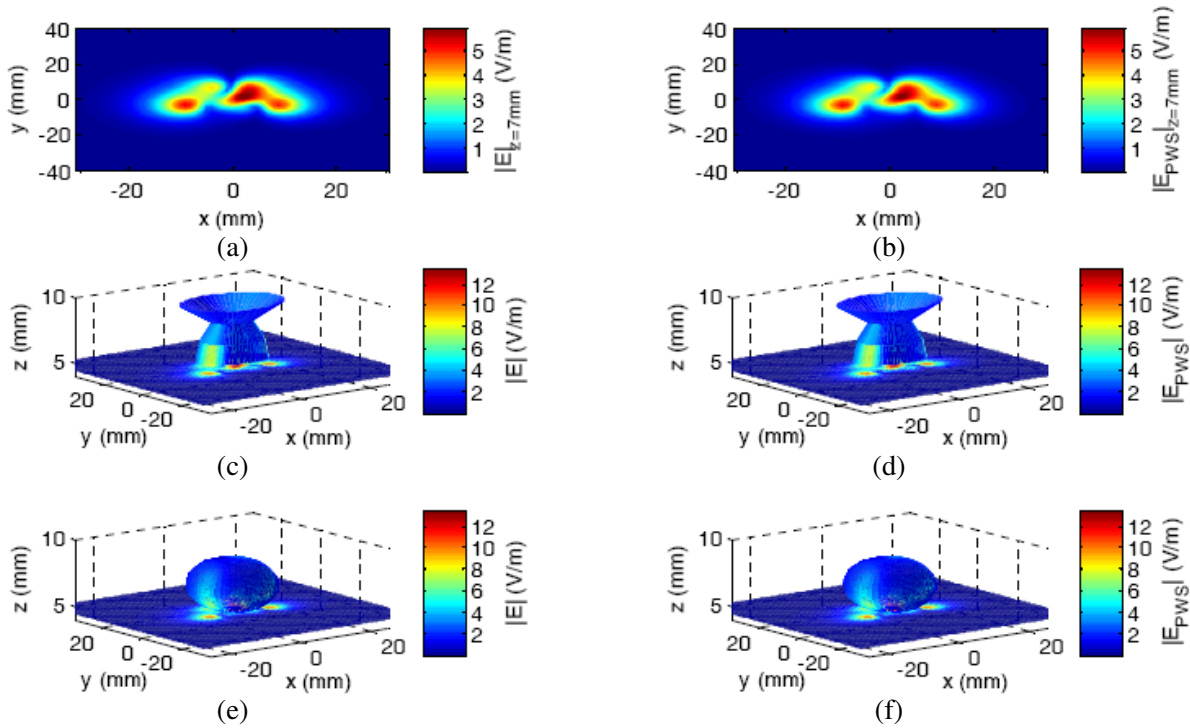 40
20
0
-20
-40
y (mm)
-20 0 20
x (mm)
5
4
3
2
1
|E|z=7mm (V/m)
(a)
40
20
0
-20
-40
y (mm)
-20 0 20
x (mm)
5
4
3
2
1
|EPWS|z=7mm (V/m)
(b)
10
5
z (mm)
20 0 -20
y (mm)
-20 0 20
x (mm)
12
10
8
6
4
2
|E| (V/m)
(c)
10
5
z (mm)
20 0 -20
y (mm)
-20 0 20
x (mm)
12
10
8
6
4
2
|EPWS| (V/m)
(d)
10
5
z (mm)
20 0 -20
y (mm)
-20 0 20
x (mm)
12
10
8
6
4
2
|E| (V/m)
(e)
10
5
z (mm)
20 0 -20
y (mm)
-20 0 20
x (mm)
12
10
8
6
4
2
|EPWS| (V/m)
(f)